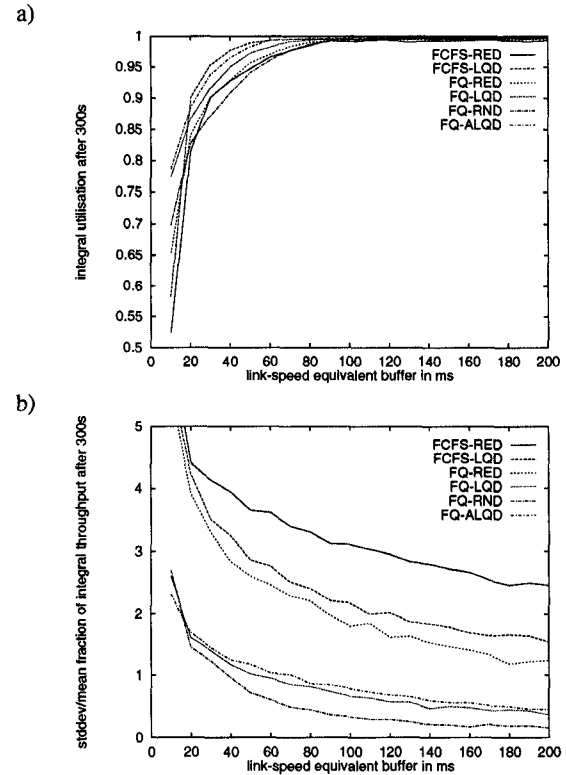 a)
integral utilisation after 300s
1
0.95
0.9
0.85
0.8
0.75
0.7
0.65
0.6
0.55
0.5
FCFS-RED
FCFS-LQD
FQ-RED
FQ-LQD
FQ-RND
FQ-ALQD
0 20 40 60 80 100 120 140 160 180 200
link-speed equivalent buffer in ms
b)
stddev/mean fraction of integral throughput after 300s
5
4
3
2
1
0
FCFS-RED
FCFS-LQD
FQ-RED
FQ-LQD
FQ-RND
FQ-ALQD
0 20 40 60 80 100 120 140 160 180 200
link-speed equivalent buffer in ms